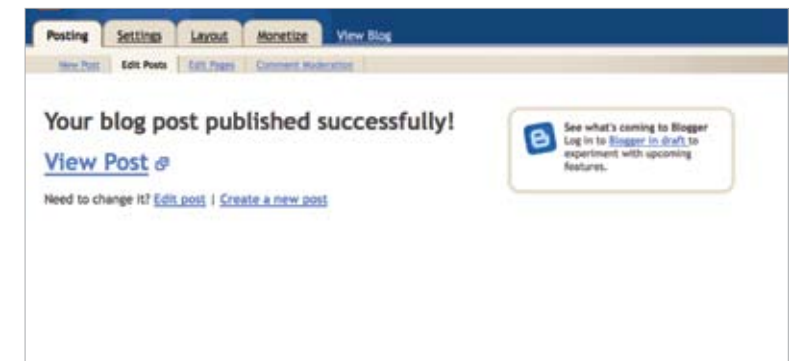 Posting Settings Layout Monetize View Blog
New Post Edit Posts Edit Pages Comment Moderation
Your blog post published successfully!
View Post
Need to change it? Edit post | Create a new post
See what's coming to Blogger
Log in to Blogger in draft to
experiment with upcoming
features.